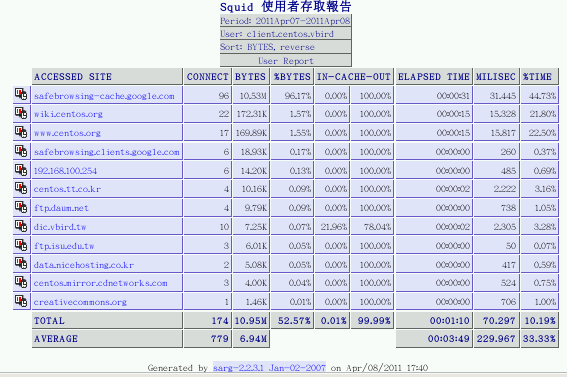 Squid 使用者存取報告
Period: 2011Apr07-2011Apr08
User: client.centos.vbird
Sort: BYTES, reverse
User Report
ACCESSED SITE CONNECT BYTES %BYTES IN-CACHE-OUT ELAPSED TIME MILISEC %TIME
safebrowsing-cache.google.com 96 10.53M 96.17% 0.00% 100.00% 00:00:31 31.445 44.73%
wiki.centos.org 22 172.31K 1.57% 0.00% 100.00% 00:00:15 15.328 21.80%
www.centos.org 17 169.89K 1.55% 0.00% 100.00% 00:00:15 15.817 22.50%
safebrowsing.clients.google.com 6 18.93K 0.17% 0.00% 100.00% 00:00:00 260 0.37%
192.168.100.254 6 14.20K 0.13% 0.00% 100.00% 00:00:00 485 0.69%
centos.tt.co.kr 4 10.16K 0.09% 0.00% 100.00% 00:00:02 2.222 3.16%
ftp.daum.net 4 9.79K 0.09% 0.00% 100.00% 00:00:00 738 1.05%
dic.vbird.tw 10 7.25K 0.07% 21.96% 78.04% 00:00:02 2.305 3.28%
ftp.isu.edu.tw 3 6.01K 0.05% 0.00% 100.00% 00:00:00 50 0.07%
data.nicehosting.co.kr 2 5.08K 0.05% 0.00% 100.00% 00:00:00 417 0.59%
centos.mirror.cdnetworks.com 3 4.00K 0.04% 0.00% 100.00% 00:00:00 524 0.75%
creativecommons.org 1 1.46K 0.01% 0.00% 100.00% 00:00:00 706 1.00%
TOTAL 174 10.95M 52.57% 0.01% 99.99% 00:01:10 70.297 10.19%
AVERAGE 779 6.94M 00:03:49 229.967 33.33%
Generated by sarg-2.2.3.1 Jan-02-2007 on Apr/08/2011 17:40